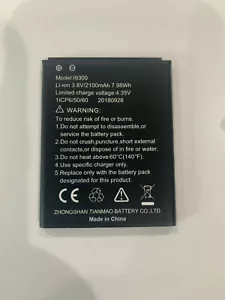 Model:I9300
Li-ion 3.8V/2100mAh 7.98Wh
Limited charge voltage: 4.35V
1ICP6/50/60 20180928
WARNING
To reduce risk of fire or burns.
1.Do not attempt to disassemble,or
service the battery pack.
2.Do not crush,puncture,short external
contacts,or dispose of in fire or water.
3.Do not heat above 60°C(140°F).
4.Use specific charger only.
5.Replace only with the battery pack
designated for this equipment.
ZHONGSHAN TIANMAO BATTERY CO.,LTD
Made in China